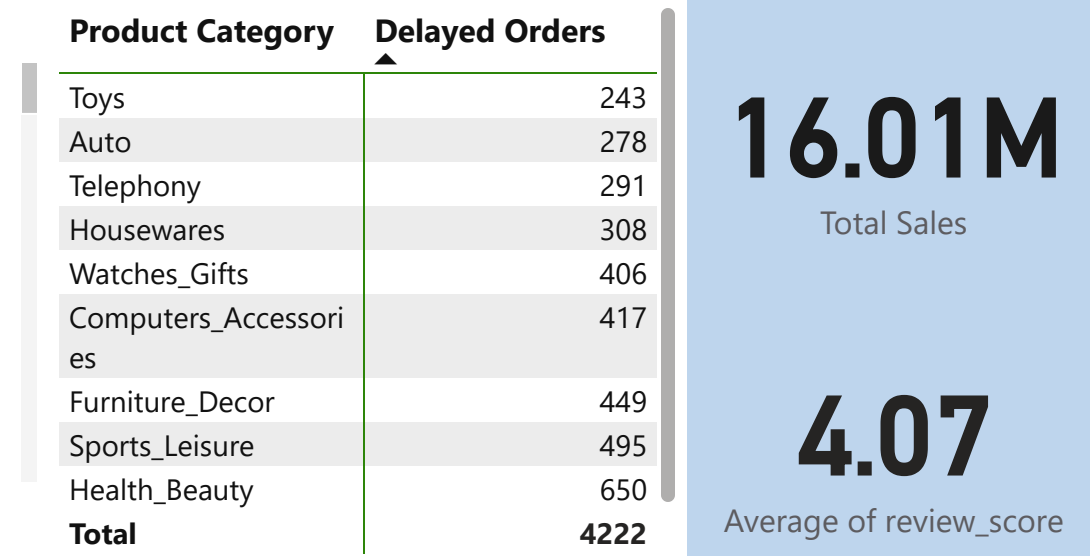 Product Category Delayed Orders
Toys 243
Auto 278
Telephony 291
Housewares 308
Watches_Gifts 406
Computers_Accessori 417
es
Furniture_Decor 449
Sports_Leisure 495
Health_Beauty 650
Total 4222
16.01M
Total Sales
4.07
Average of review_score